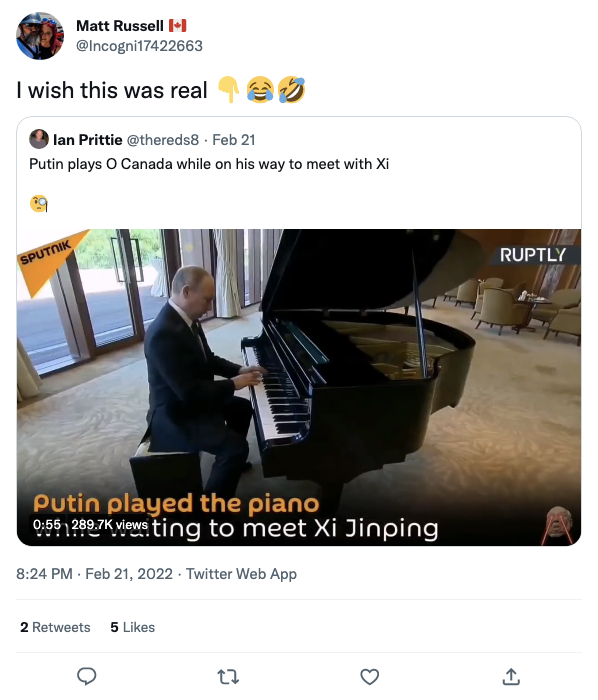 Matt Russell 🇨🇦
@Incogni17422663
I wish this was real 👇😂🤣
Ian Prittie @thereds8 · Feb 21
Putin plays O Canada while on his way to meet with Xi
🧐
SPUTNIK
RUPTLY
Putin played the piano
0:55 289.7K views
while waiting to meet Xi Jinping
8:24 PM · Feb 21, 2022 · Twitter Web App
2 Retweets 5 Likes